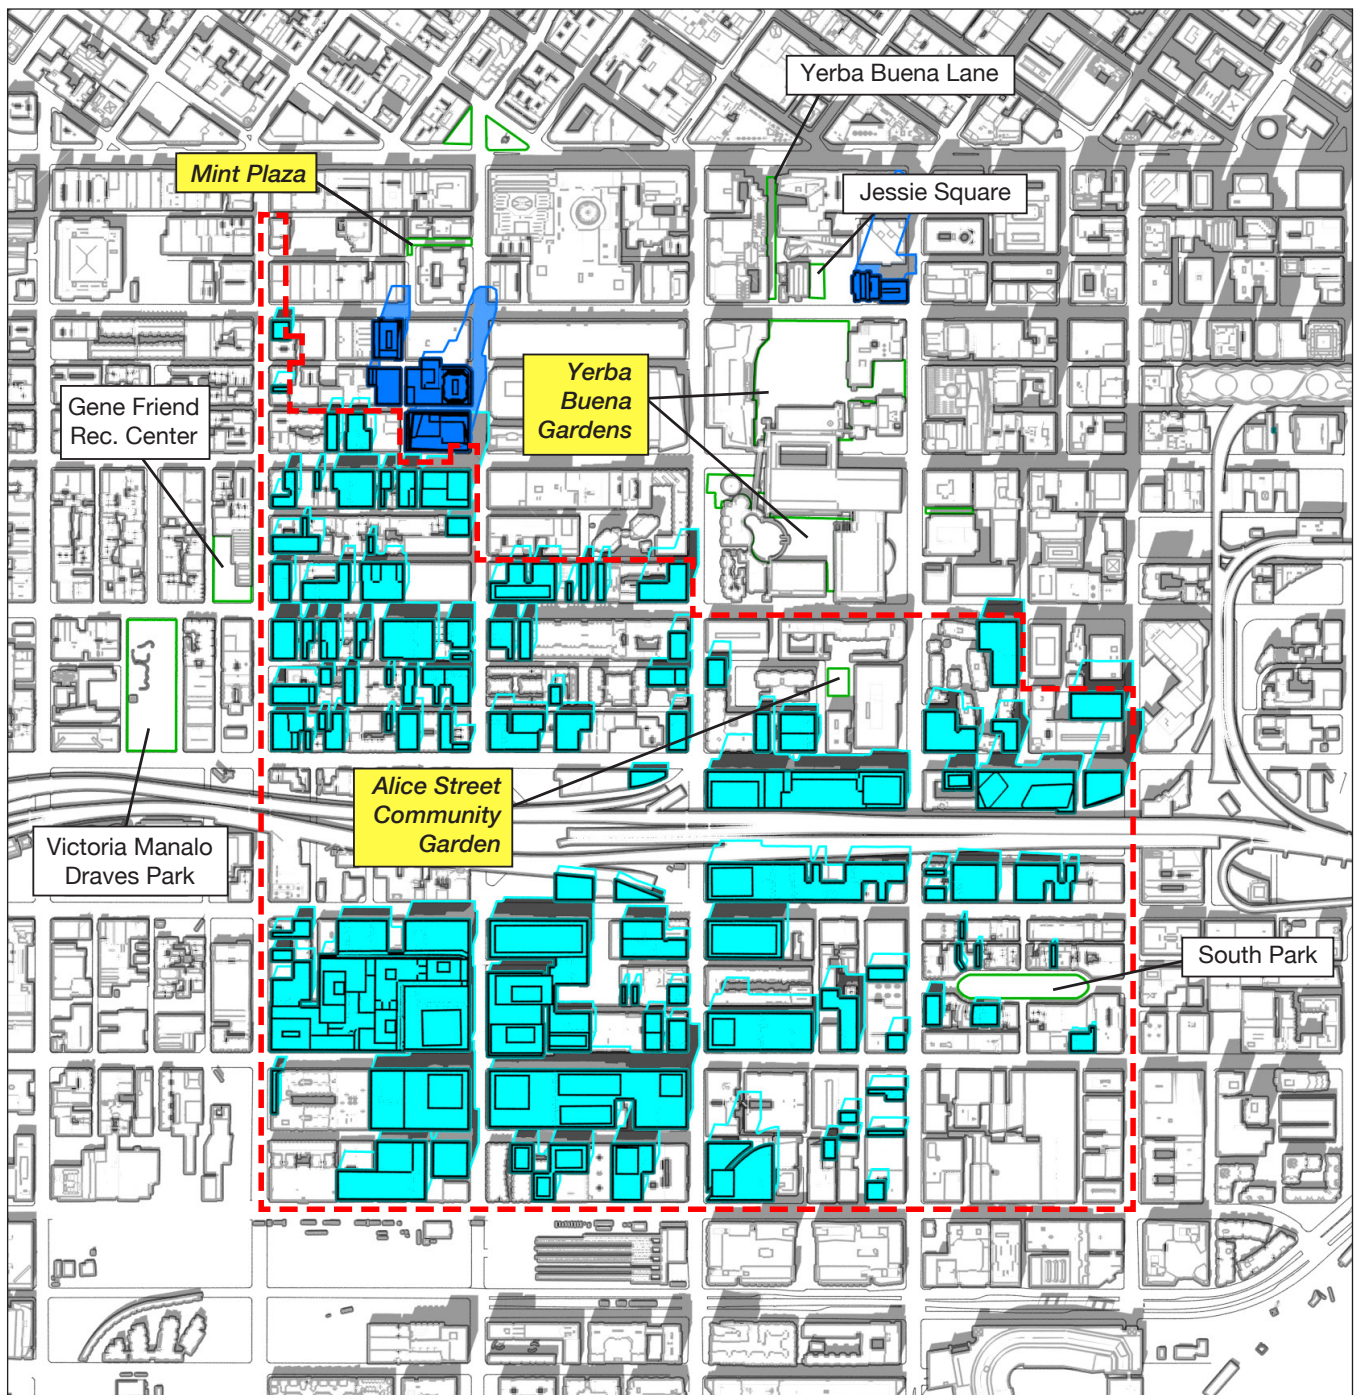 Yerba Buena Lane
Mint Plaza
Jessie Square
Yerba
Buena
Gardens
Gene Friend
Rec. Center
Alice Street
Community
Garden
Victoria Manalo
Draves Park
South Park